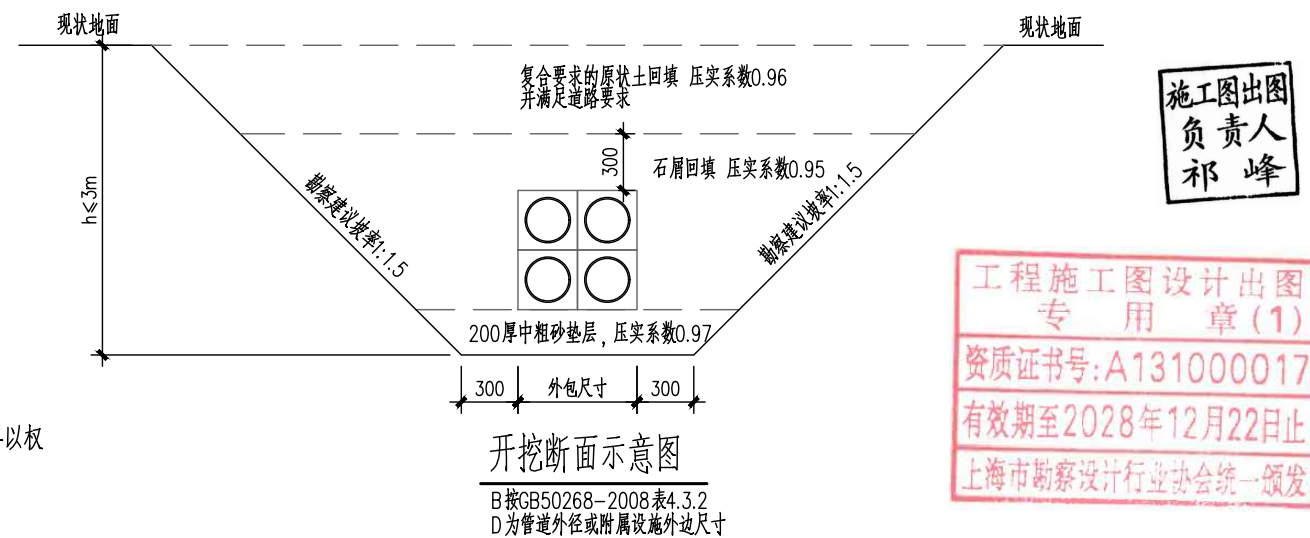 现状地面
现状地面
复合要求的原状土回填 压实系数0.96
并满足道路要求
300
石屑回填 压实系数0.95
h≤3m
勘察建议坡率1:1.5
勘察建议坡率1:1.5
200厚中粗砂垫层，压实系数0.97
300
外包尺寸
300
以权
开挖断面示意图
B按GB50268-2008表4.3.2
D为管道外径或附属设施外边尺寸
施工图出图
负责人
祁峰
工程施工图设计出图
专用章(1)
资质证书号:A131000017
有效期至2028年12月22日止
上海市勘察设计行业协会统一颁发